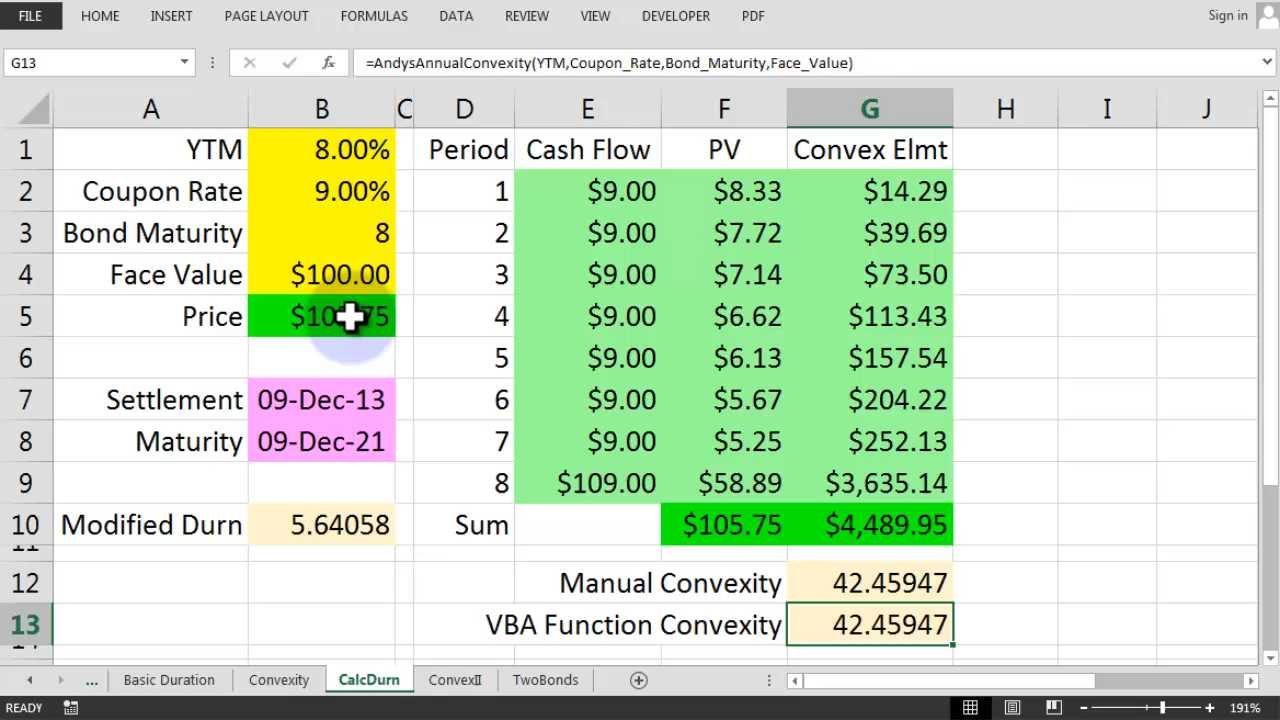 FILE HOME INSERT PAGE LAYOUT FORMULAS DATA REVIEW VIEW DEVELOPER PDF Sign in
G13 fx =AndysAnnualConvexity(YTM,Coupon_Rate,Bond_Maturity,Face_Value)
A B C D E F G H I J
1 YTM 8.00% Period Cash Flow PV Convex Elmt
2 Coupon Rate 9.00% 1 $9.00 $8.33 $14.29
3 Bond Maturity 8 2 $9.00 $7.72 $39.69
4 Face Value $100.00 3 $9.00 $7.14 $73.50
5 Price 4 $9.00 $6.62 $113.43
6 5 $9.00 $6.13 $157.54
7 Settlement 09-Dec-13 6 $9.00 $5.67 $204.22
8 Maturity 09-Dec-21 7 $9.00 $5.25 $252.13
9 8 $109.00 $58.89 $3,635.14
10 Modified Durn 5.64058 Sum $105.75 $4,489.95
12 Manual Convexity 42.45947
13 VBA Function Convexity 42.45947
... Basic Duration Convexity CalcDurn ConvexII TwoBonds
READY 191%